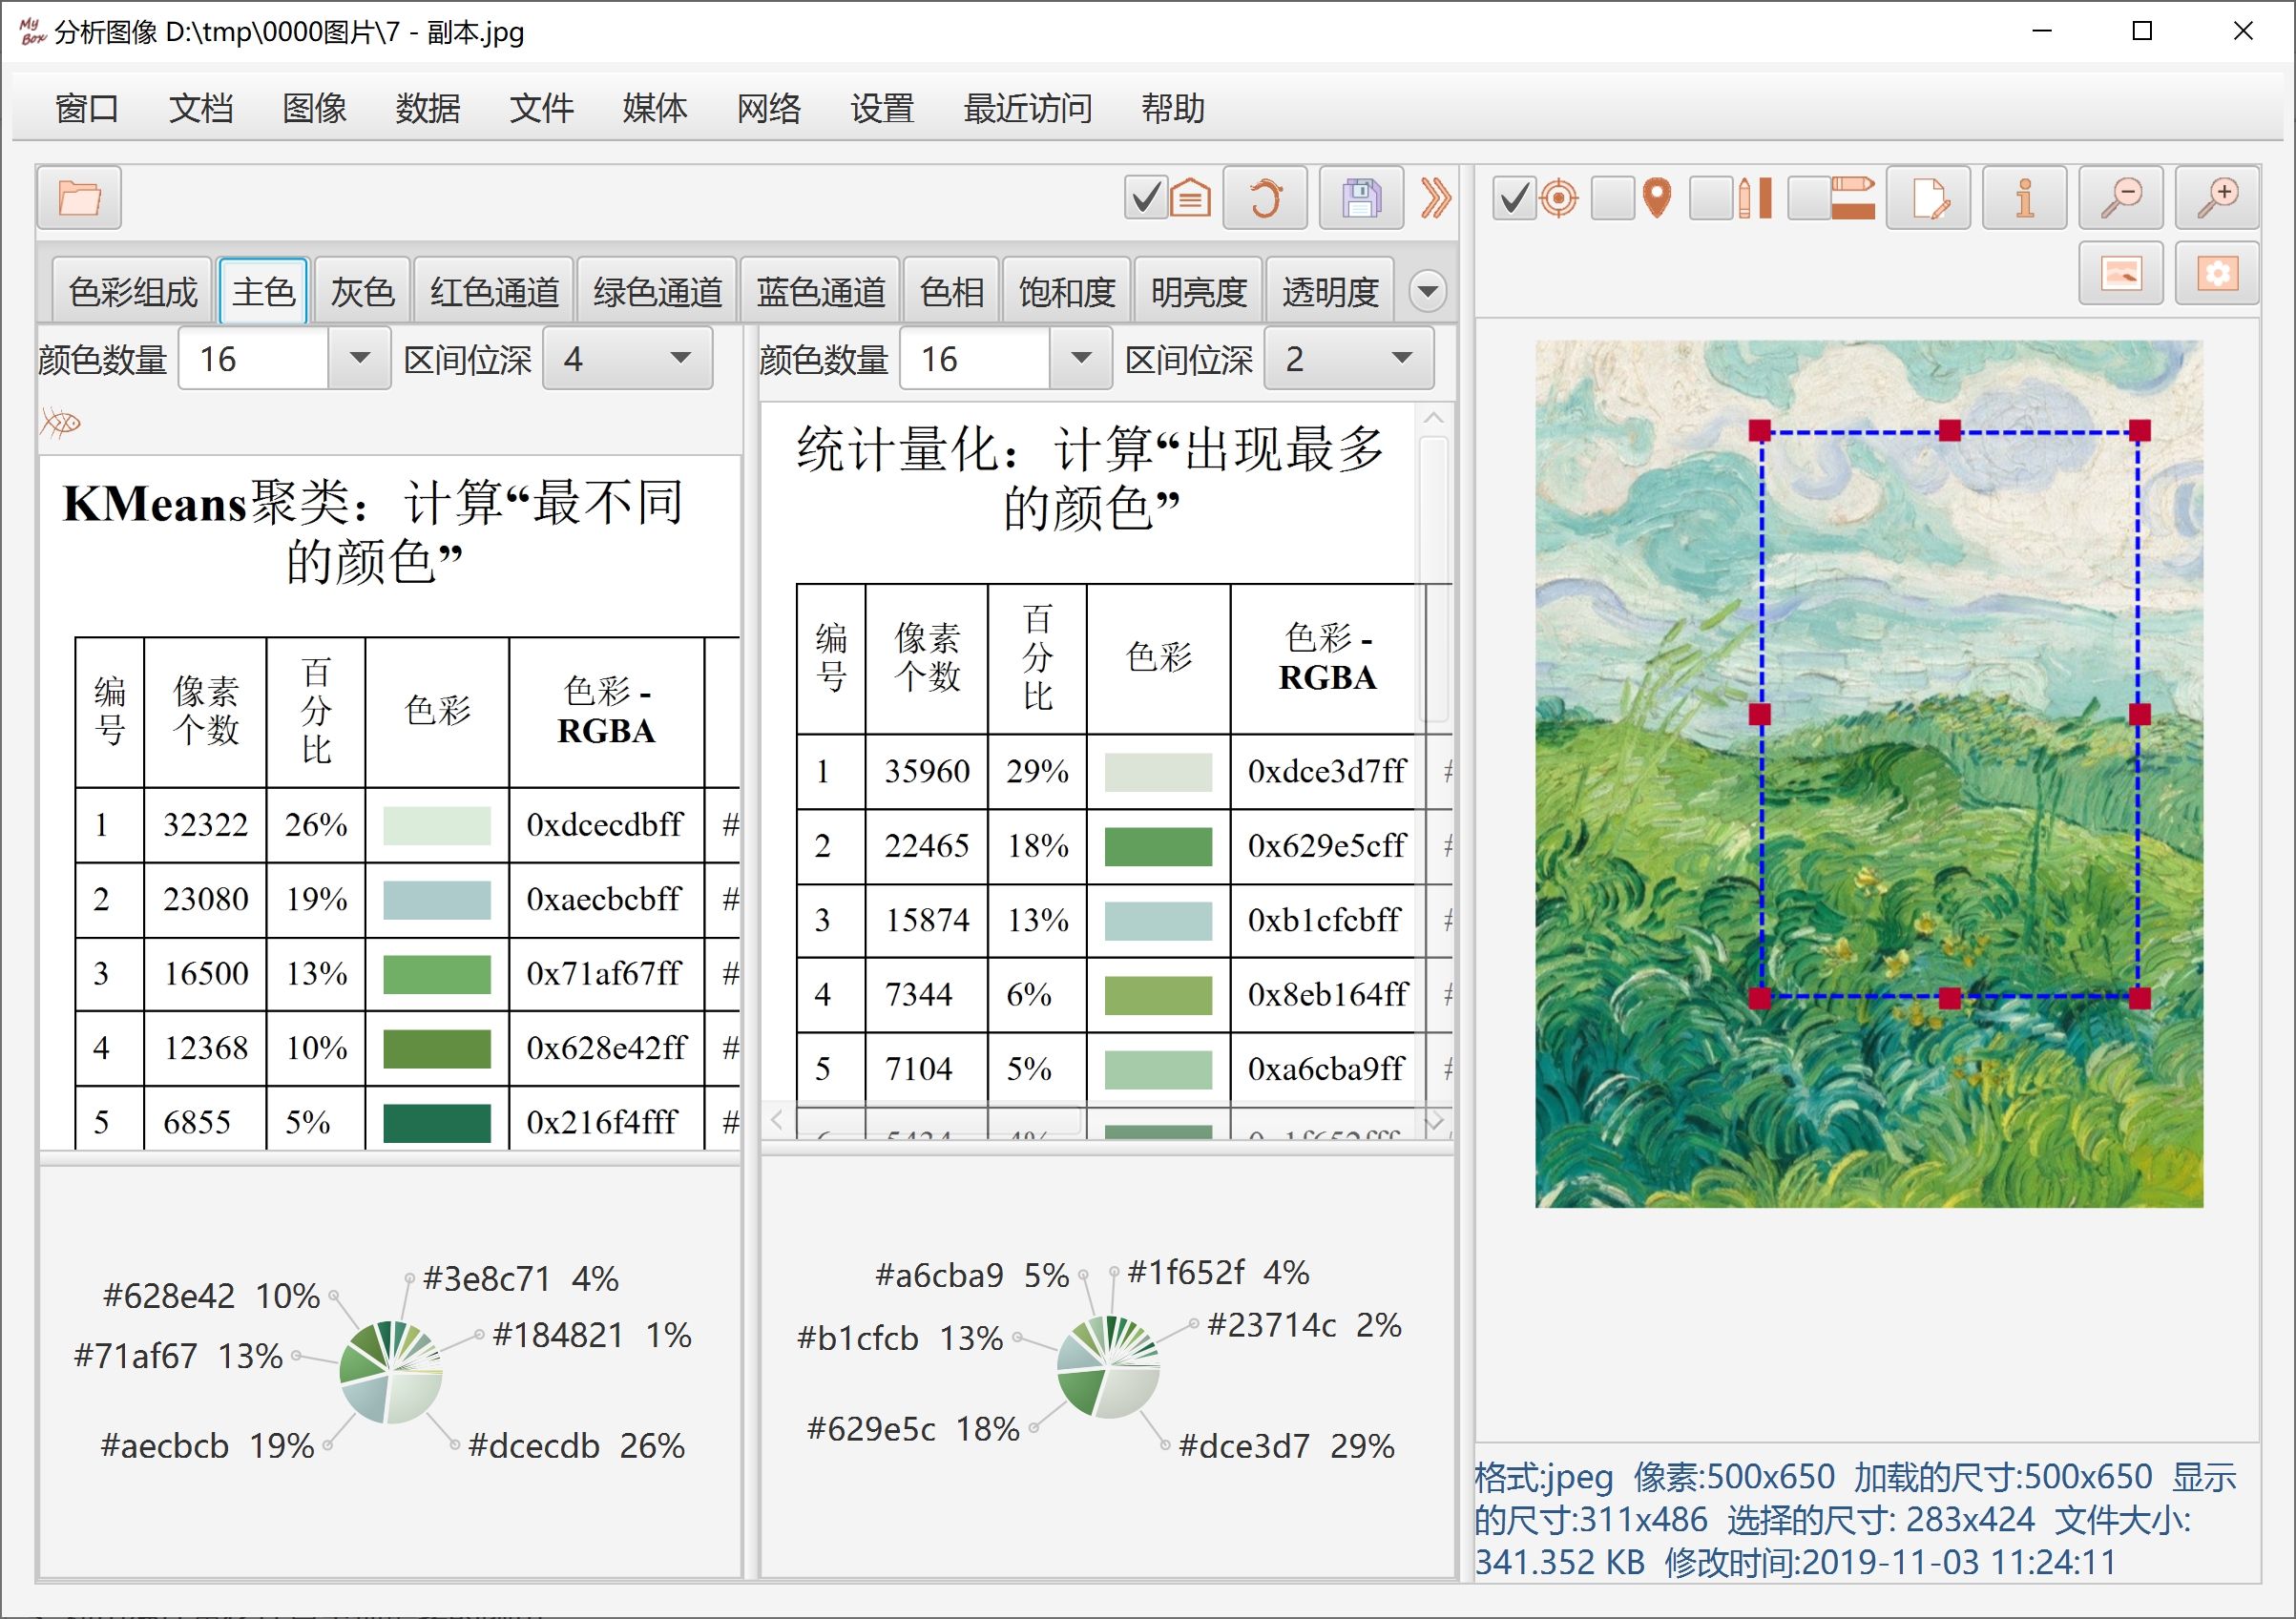 My Box 分析图像 D:\tmp\0000图片\7 - 副本.jpg
窗口 文档 图像 数据 文件 媒体 网络 设置 最近访问 帮助
色彩组成 主色 灰色 红色通道 绿色通道 蓝色通道 色相 饱和度 明亮度 透明度
颜色数量 16 区间位深 4
KMeans聚类：计算“最不同
的颜色”
编号 像素个数 百分比 色彩 色彩 - RGBA
1 32322 26% 0xdcecdbff #
2 23080 19% 0xaecbcbff #
3 16500 13% 0x71af67ff #
4 12368 10% 0x628e42ff #
5 6855 5% 0x216f4fff #
#628e42 10%
#3e8c71 4%
#71af67 13%
#184821 1%
#aecbcb 19%
#dcecdb 26%
颜色数量 16 区间位深 2
统计量化：计算“出现最多
的颜色”
编号 像素个数 百分比 色彩 色彩 - RGBA
1 35960 29% 0xdce3d7ff #
2 22465 18% 0x629e5cff #
3 15874 13% 0xb1cfcbff #
4 7344 6% 0x8eb164ff #
5 7104 5% 0xa6cba9ff #
#a6cba9 5%
#1f652f 4%
#b1cfcb 13%
#23714c 2%
#629e5c 18%
#dce3d7 29%
格式:jpeg 像素:500x650 加载的尺寸:500x650 显示
的尺寸:311x486 选择的尺寸: 283x424 文件大小:
341.352 KB 修改时间:2019-11-03 11:24:11